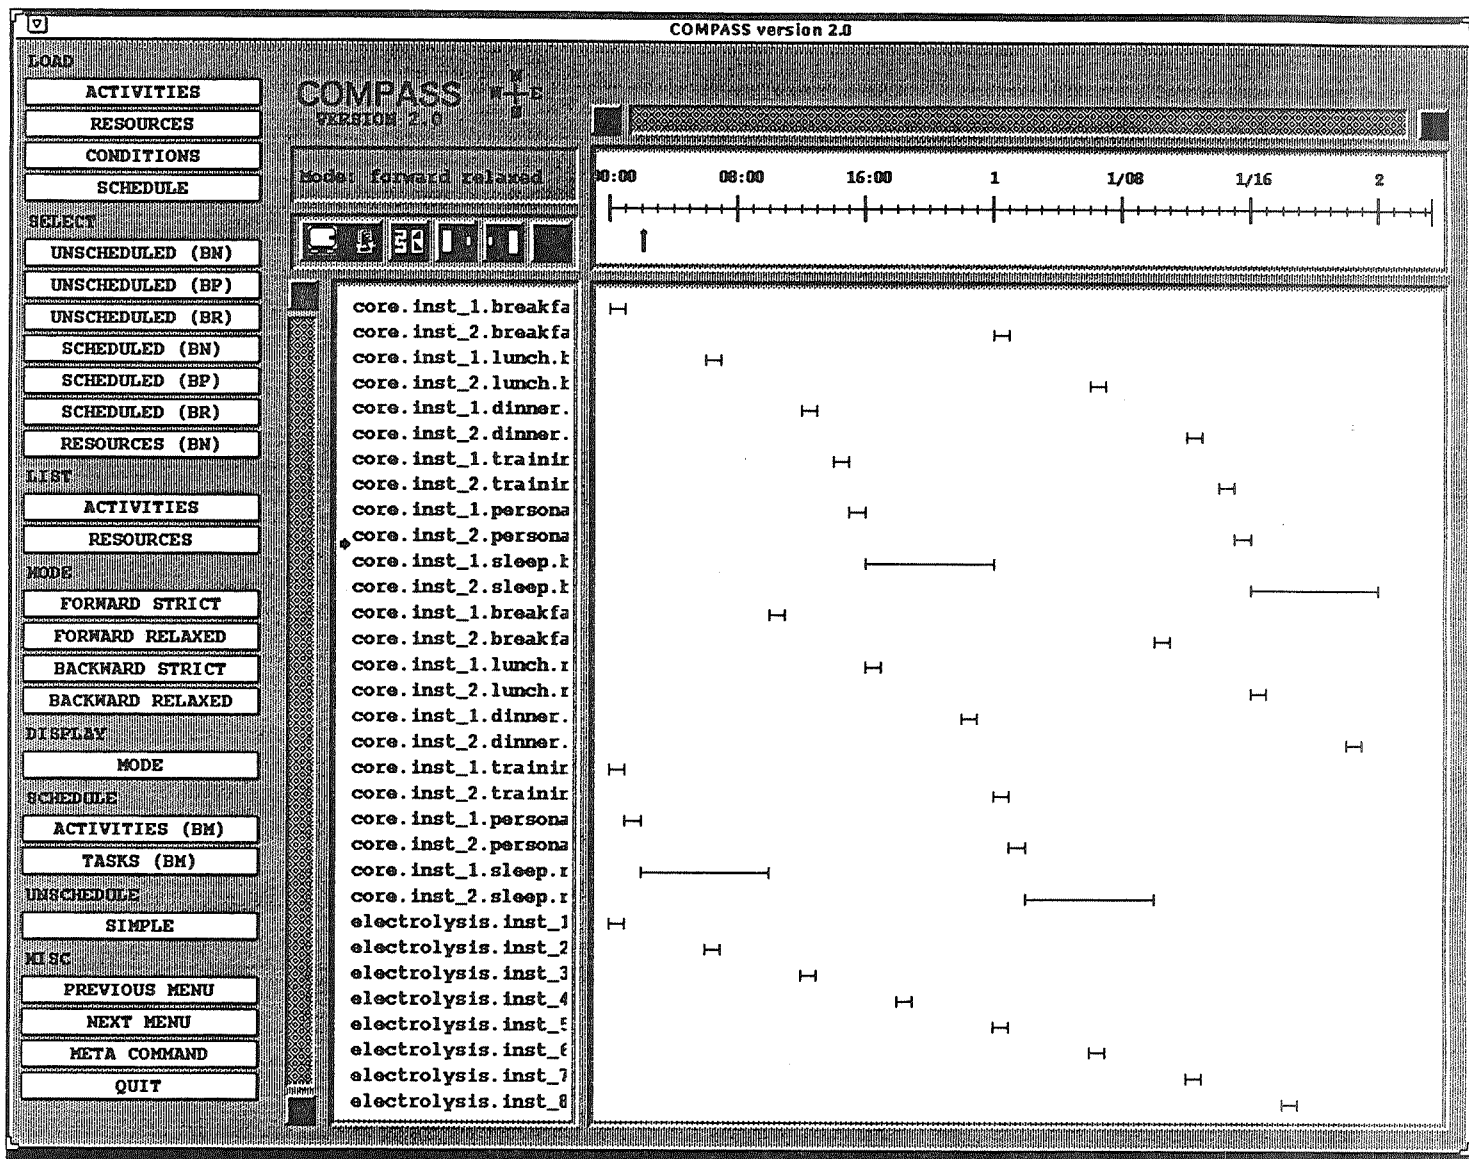 COMPASS version 2.0
LOAD
ACTIVITIES
RESOURCES
CONDITIONS
SCHEDULE
SELECT
UNSCHEDULED (BN)
UNSCHEDULED (BP)
UNSCHEDULED (BR)
SCHEDULED (BN)
SCHEDULED (BP)
SCHEDULED (BR)
RESOURCES (BN)
LIST
ACTIVITIES
RESOURCES
MODE
FORWARD STRICT
FORWARD RELAXED
BACKWARD STRICT
BACKWARD RELAXED
DISPLAY
MODE
SCHEDULE
ACTIVITIES (BM)
TASKS (BM)
UNSCHEDULE
SIMPLE
MISC
PREVIOUS MENU
NEXT MENU
META COMMAND
QUIT
COMPASS
VERSION 2.0
N
W E
S
Mode: forward relaxed
00:00 08:00 16:00 1 1/08 1/16 2
core.inst_1.breakfa
core.inst_2.breakfa
core.inst_1.lunch.k
core.inst_2.lunch.k
core.inst_1.dinner.
core.inst_2.dinner.
core.inst_1.trainir
core.inst_2.trainir
core.inst_1.persona
core.inst_2.persona
core.inst_1.sleep.k
core.inst_2.sleep.k
core.inst_1.breakfa
core.inst_2.breakfa
core.inst_1.lunch.r
core.inst_2.lunch.r
core.inst_1.dinner.
core.inst_2.dinner.
core.inst_1.trainir
core.inst_2.trainir
core.inst_1.persona
core.inst_2.persona
core.inst_1.sleep.r
core.inst_2.sleep.r
electrolysis.inst_1
electrolysis.inst_2
electrolysis.inst_3
electrolysis.inst_4
electrolysis.inst_5
electrolysis.inst_6
electrolysis.inst_7
electrolysis.inst_8